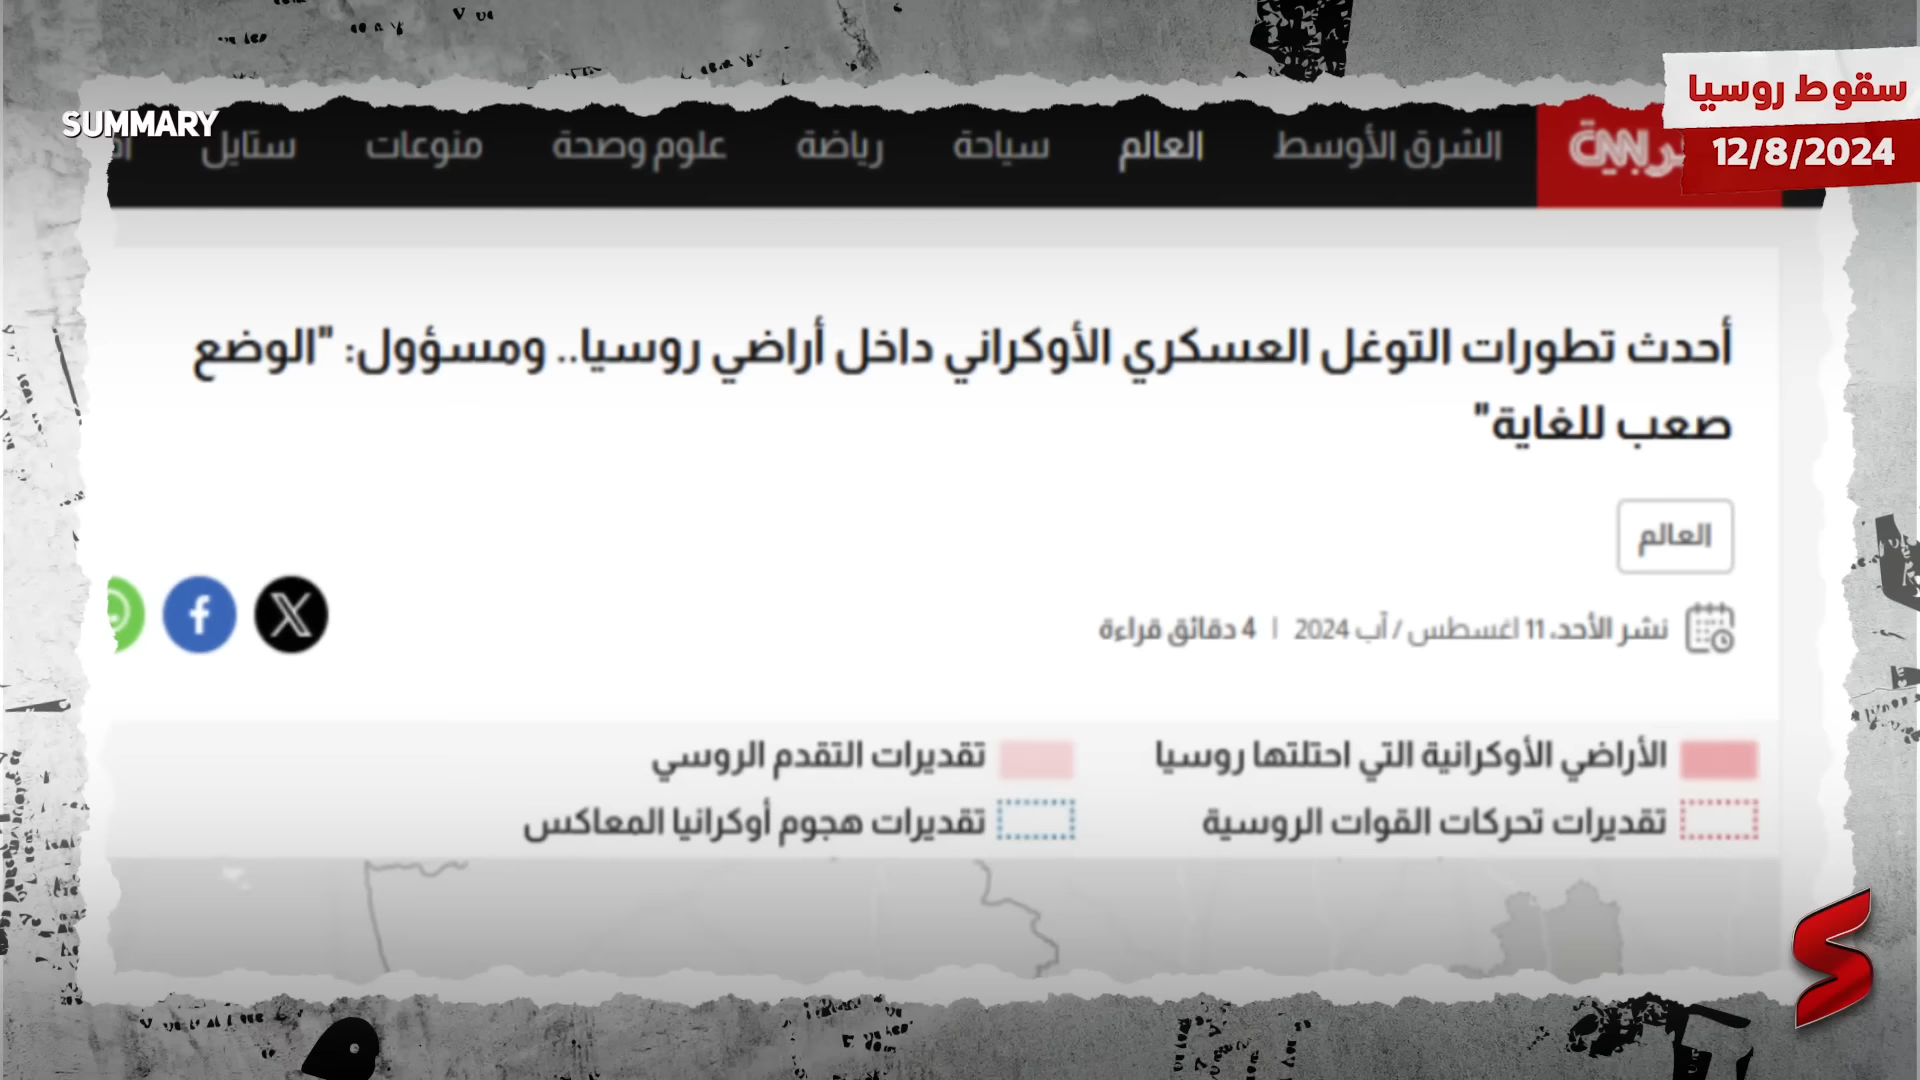 SUMMARY
سقوط روسيا
12/8/2024
الشرق الأوسط العالم سياحة رياضة علوم وصحة منوعات ستايل
CNN
أحدث تطورات التوغل العسكري الأوكراني داخل أراضي روسيا.. ومسؤول: "الوضع
صعب للغاية"
العالم
نشر الأحد، 11 اغسطس / آب 2024 | 4 دقائق قراءة
الأراضي الأوكرانية التي احتلتها روسيا تقديرات التقدم الروسي
تقديرات تحركات القوات الروسية تقديرات هجوم أوكرانيا المعاكس